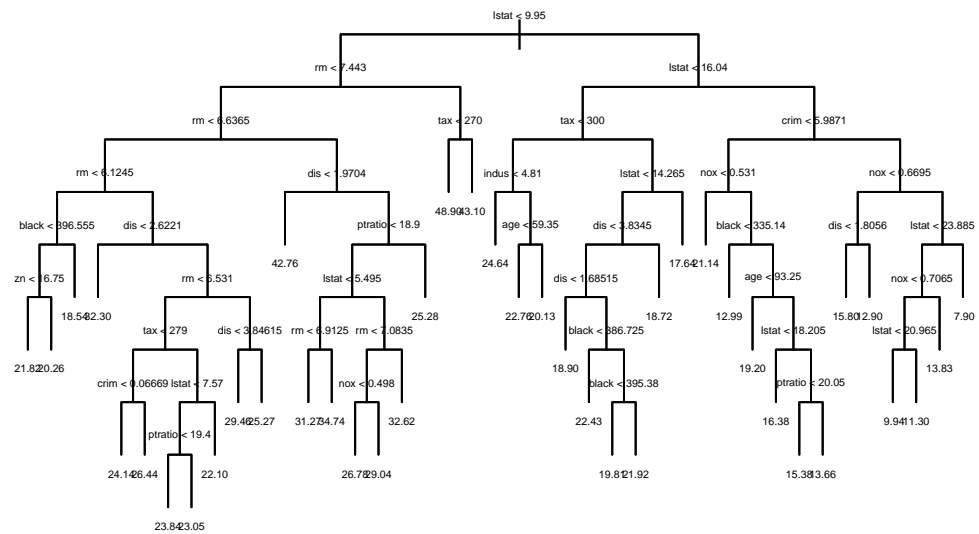 lstat < 9.95
rm < 7.443 lstat < 16.04
rm < 6.6365 tax < 270 tax < 300 crim < 5.9871
rm < 6.1245 dis < 1.9704 indus < 4.81 lstat < 14.265 nox < 0.531 nox < 0.6695
48.90 43.10
black < 396.555 dis < 2.6221 ptratio < 18.9 age < 59.35 dis < 3.8345 black < 335.14 dis < 1.8056 lstat < 23.885
42.76 24.64 17.64 21.14
zn < 16.75 rm < 6.531 lstat < 5.495 dis < 1.68515 age < 93.25 nox < 0.7065
18.54 32.30 25.28 22.76 20.13 18.72 12.99 15.80 12.90 7.90
tax < 279 dis < 3.84615 rm < 6.9125 rm < 7.0835 black < 386.725 lstat < 18.205 lstat < 20.965
21.82 20.26 18.90 19.20 13.83
crim < 0.06669 lstat < 7.57 nox < 0.498 black < 395.38 ptratio < 20.05
29.46 25.27 31.27 34.74 32.62 22.43 16.38 9.94 11.30
ptratio < 19.4
24.14 26.44 22.10 26.78 29.04 19.81 21.92 15.38 13.66
23.84 23.05